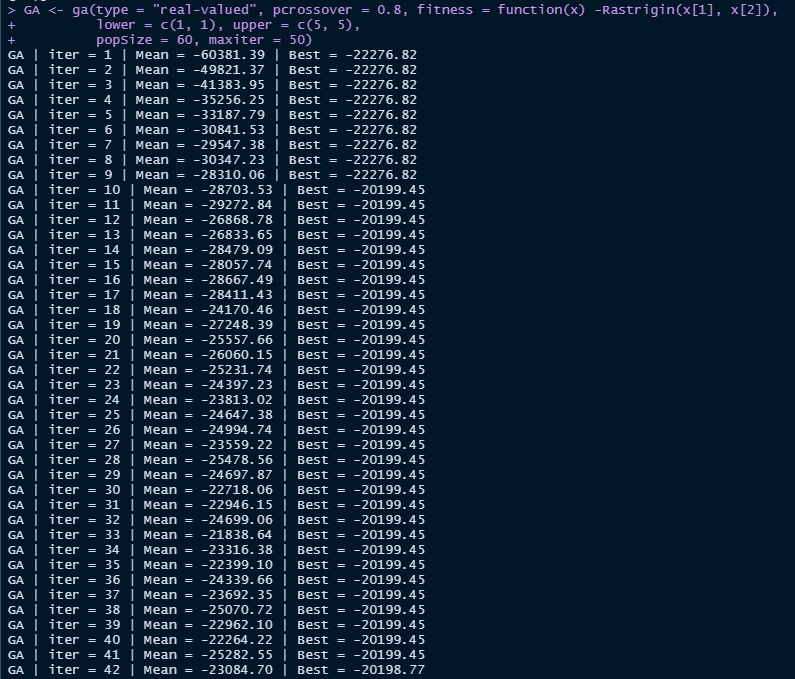 > GA <- ga(type = "real-valued", pcrossover = 0.8, fitness = function(x) -Rastrigin(x[1], x[2]),
+ lower = c(1, 1), upper = c(5, 5),
+ popSize = 60, maxiter = 50)
GA | iter = 1 | Mean = -60381.39 | Best = -22276.82
GA | iter = 2 | Mean = -49821.37 | Best = -22276.82
GA | iter = 3 | Mean = -41383.95 | Best = -22276.82
GA | iter = 4 | Mean = -35256.25 | Best = -22276.82
GA | iter = 5 | Mean = -33187.79 | Best = -22276.82
GA | iter = 6 | Mean = -30841.53 | Best = -22276.82
GA | iter = 7 | Mean = -29547.38 | Best = -22276.82
GA | iter = 8 | Mean = -30347.23 | Best = -22276.82
GA | iter = 9 | Mean = -28310.06 | Best = -22276.82
GA | iter = 10 | Mean = -28703.53 | Best = -20199.45
GA | iter = 11 | Mean = -29272.84 | Best = -20199.45
GA | iter = 12 | Mean = -26868.78 | Best = -20199.45
GA | iter = 13 | Mean = -26833.65 | Best = -20199.45
GA | iter = 14 | Mean = -28479.09 | Best = -20199.45
GA | iter = 15 | Mean = -28057.74 | Best = -20199.45
GA | iter = 16 | Mean = -28667.49 | Best = -20199.45
GA | iter = 17 | Mean = -28411.43 | Best = -20199.45
GA | iter = 18 | Mean = -24170.46 | Best = -20199.45
GA | iter = 19 | Mean = -27248.39 | Best = -20199.45
GA | iter = 20 | Mean = -25557.66 | Best = -20199.45
GA | iter = 21 | Mean = -26060.15 | Best = -20199.45
GA | iter = 22 | Mean = -25231.74 | Best = -20199.45
GA | iter = 23 | Mean = -24397.23 | Best = -20199.45
GA | iter = 24 | Mean = -23813.02 | Best = -20199.45
GA | iter = 25 | Mean = -24647.38 | Best = -20199.45
GA | iter = 26 | Mean = -24994.74 | Best = -20199.45
GA | iter = 27 | Mean = -23559.22 | Best = -20199.45
GA | iter = 28 | Mean = -25478.56 | Best = -20199.45
GA | iter = 29 | Mean = -24697.87 | Best = -20199.45
GA | iter = 30 | Mean = -22718.06 | Best = -20199.45
GA | iter = 31 | Mean = -22946.15 | Best = -20199.45
GA | iter = 32 | Mean = -24699.06 | Best = -20199.45
GA | iter = 33 | Mean = -21838.64 | Best = -20199.45
GA | iter = 34 | Mean = -23316.38 | Best = -20199.45
GA | iter = 35 | Mean = -22399.10 | Best = -20199.45
GA | iter = 36 | Mean = -24339.66 | Best = -20199.45
GA | iter = 37 | Mean = -23692.35 | Best = -20199.45
GA | iter = 38 | Mean = -25070.72 | Best = -20199.45
GA | iter = 39 | Mean = -22962.10 | Best = -20199.45
GA | iter = 40 | Mean = -22264.22 | Best = -20199.45
GA | iter = 41 | Mean = -25282.55 | Best = -20199.45
GA | iter = 42 | Mean = -23084.70 | Best = -20198.77